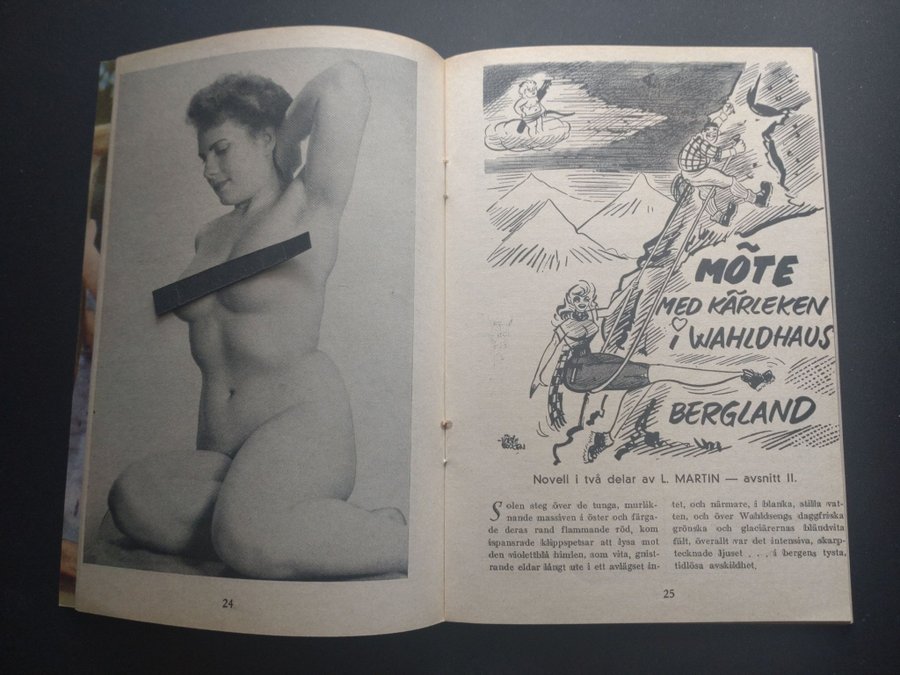 24
MÖTE
MED KÄRLEKEN
i WAHLDHAUS
BERGLAND
Novell i två delar av L. MARTIN — avsnitt II.
Solen steg över de tunga, murlik-
nande massiven i öster och färga-
de deras rand flammande röd, kom
ispansrade klippspetsar att lysa mot
den violettblå himlen, som vita, gnist-
rande eldar långt ute i ett avlägset in-
tet, och närmare, i blanka, stilla vat-
ten, och över Wahldsengs daggfriska
grönska och glaciärernas bländvita
fält, överallt var det intensiva, skarp-
tecknade ljuset . . . i bergens tysta,
tidlösa avskildhet.
25